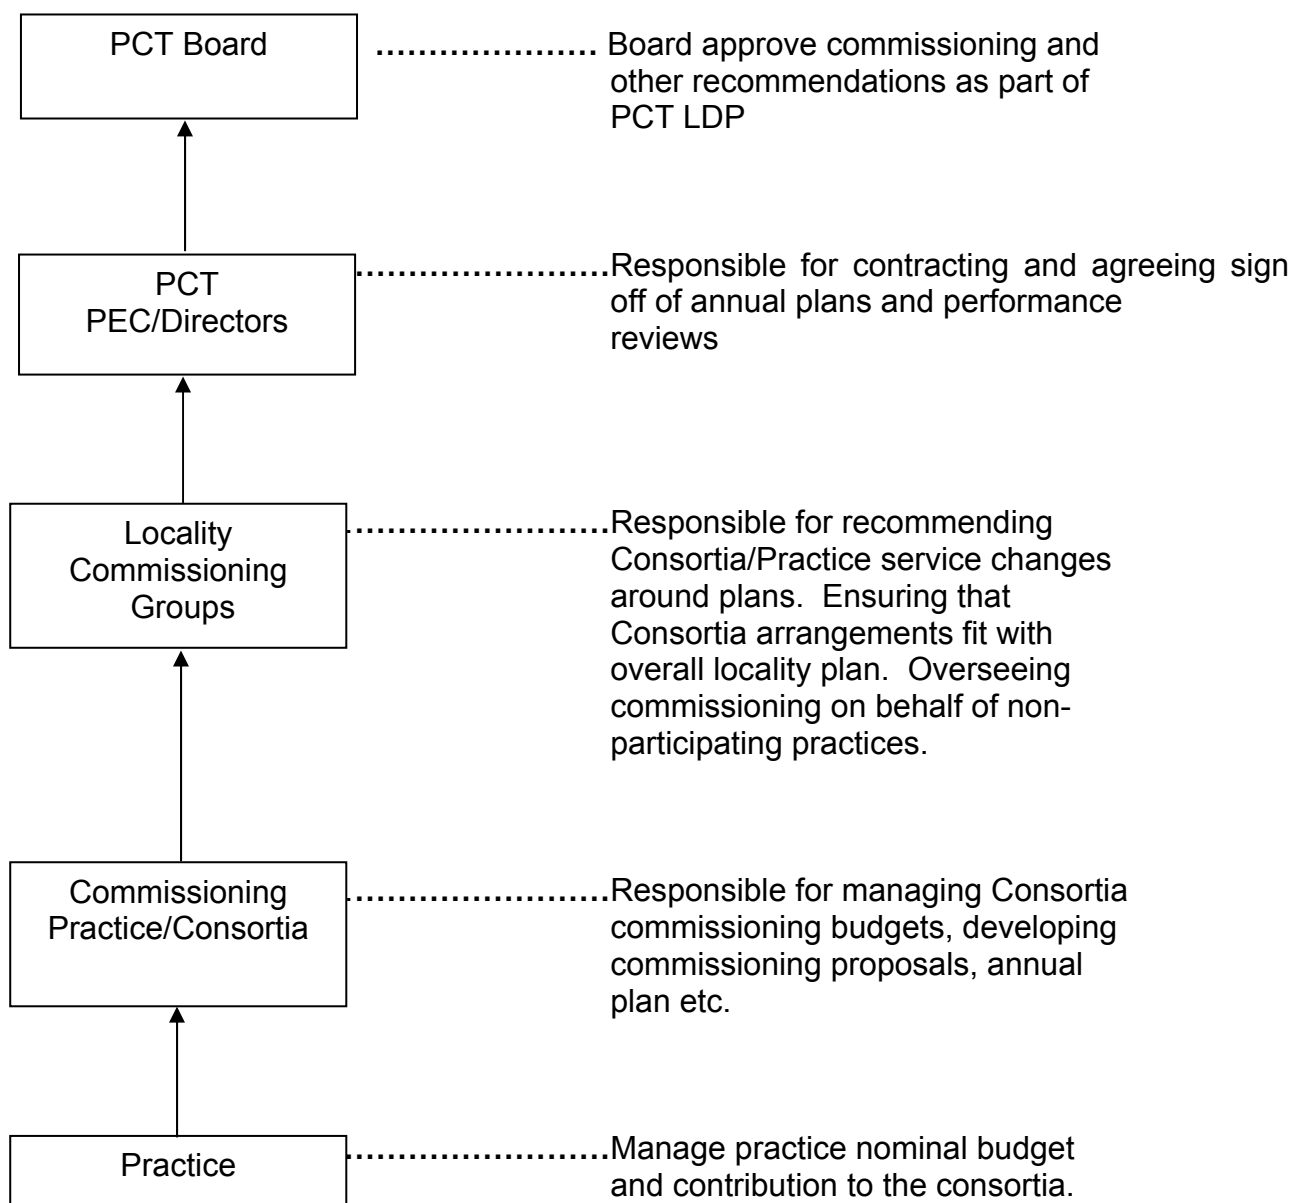 PCT Board
..................... Board approve commissioning and
other recommendations as part of
PCT LDP
PCT
PEC/Directors
........................Responsible for contracting and agreeing sign
off of annual plans and performance
reviews
Locality
Commissioning
Groups
.........................Responsible for recommending
Consortia/Practice service changes
around plans.  Ensuring that
Consortia arrangements fit with
overall locality plan.  Overseeing
commissioning on behalf of non-
participating practices.
Commissioning
Practice/Consortia
.........................Responsible for managing Consortia
commissioning budgets, developing
commissioning proposals, annual
plan etc.
Practice
.........................Manage practice nominal budget
and contribution to the consortia.